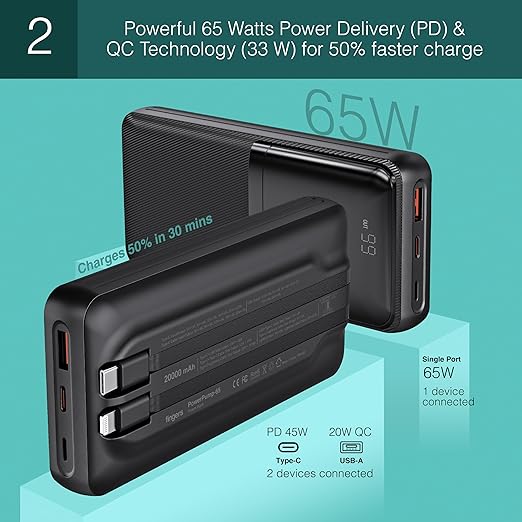 2
Powerful 65 Watts Power Delivery (PD) &
QC Technology (33 W) for 50% faster charge
65W
Charges 50% in 30 mins
20000 mAh
fingers
PowerPump-65
Single Port
65W
1 device
connected
PD 45W
Type-C
20W QC
USB-A
2 devices connected